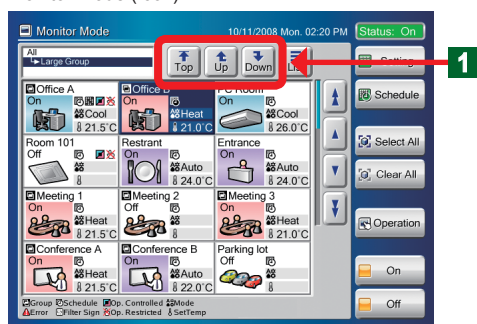 Monitor Mode
10/11/2008 Mon. 02:20 PM
Status: On
All
Large Group
Top
Up
Down
1
Office A
On
Cool
21.5°C
On
Heat
21.0°C
PC Room
On
Cool
26.0°C
Schedule
Room 101
Off
Restrant
On
Auto
24.0°C
Entrance
On
Auto
24.0°C
Select All
Clear All
Meeting 1
On
Heat
21.5°C
Meeting 2
Off
Meeting 3
On
Heat
21.0°C
Operation
Conference A
On
Heat
21.5°C
Conference B
On
Auto
22.0°C
Parking lot
Off
On
Off
Group Schedule Op. Controlled Mode
Error Filter Sign Op. Restricted SetTemp